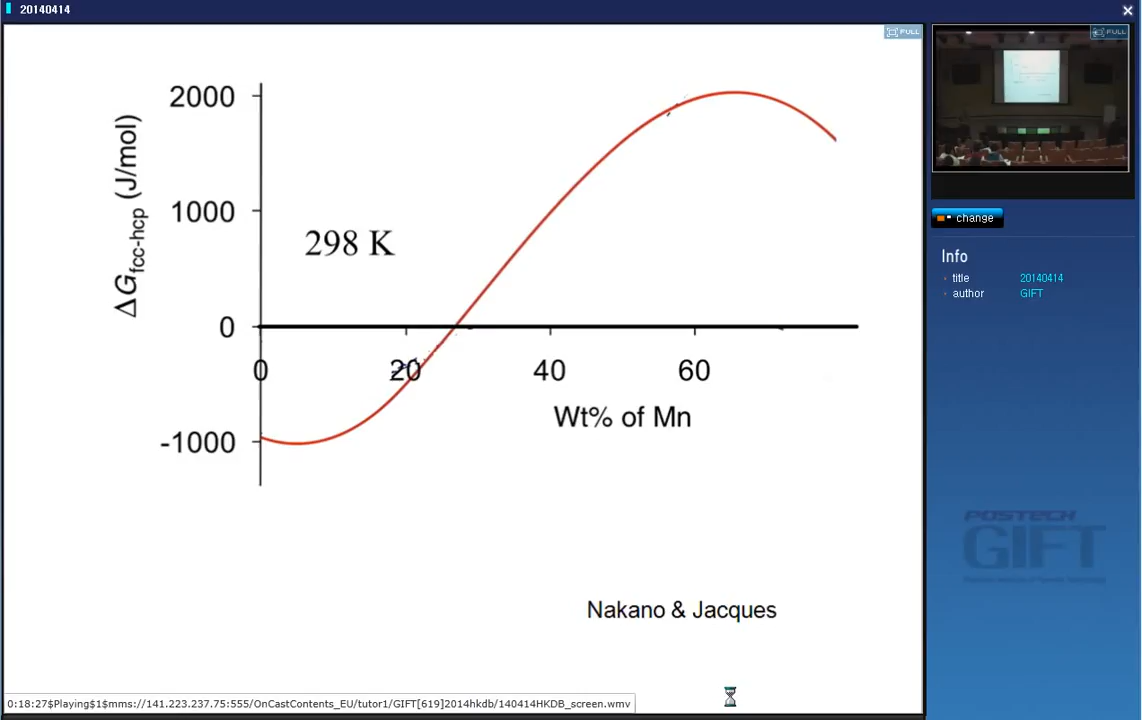 20140414
FULL
FULL
2000
1000
0
-1000
ΔGfcc-hcp (J/mol)
298 K
0
20
40
60
Wt% of Mn
Nakano & Jacques
change
Info
title 20140414
author GIFT
POSTECH
GIFT
0:18:27$Playing$1$mms://141.223.237.75:555/OnCastContents_EU/tutor1/GIFT[619]2014hkdb/140414HKDB_screen.wmv